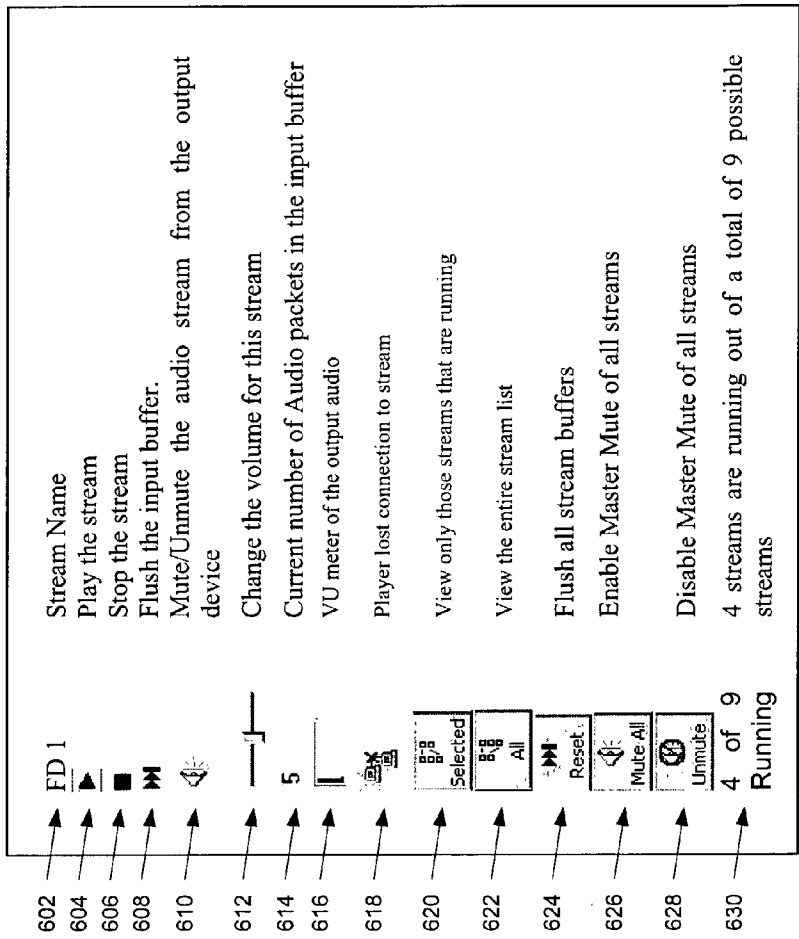 602 FD 1 Stream Name
604 Play the stream
606 Stop the stream
608 Flush the input buffer.
610 Mute/Unmute the audio stream from the output
device
612 Change the volume for this stream
614 5 Current number of Audio packets in the input buffer
616 VU meter of the output audio
618 Player lost connection to stream
620 Selected View only those streams that are running
622 All View the entire stream list
624 Reset Flush all stream buffers
626 Mute All Enable Master Mute of all streams
628 Unmute Disable Master Mute of all streams
630 4 of 9 4 streams are running out of a total of 9 possible
Running streams